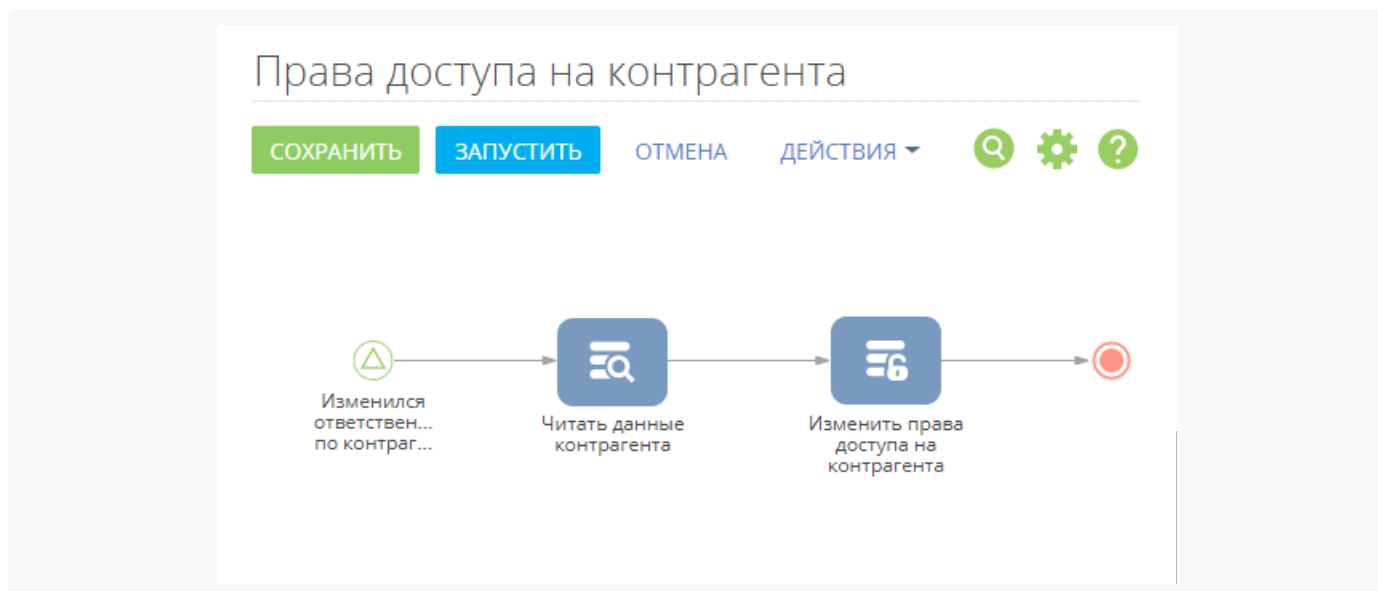 Права доступа на контрагента
СОХРАНИТЬ ЗАПУСТИТЬ ОТМЕНА ДЕЙСТВИЯ ?
Изменился
ответствен...
по контраг...
Читать данные
контрагента
Изменить права
доступа на
контрагента